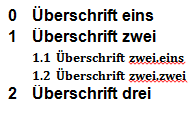 0 Überschrift eins
1 Überschrift zwei
1.1 Überschrift zwei.eins
1.2 Überschrift zwei.zwei
2 Überschrift drei